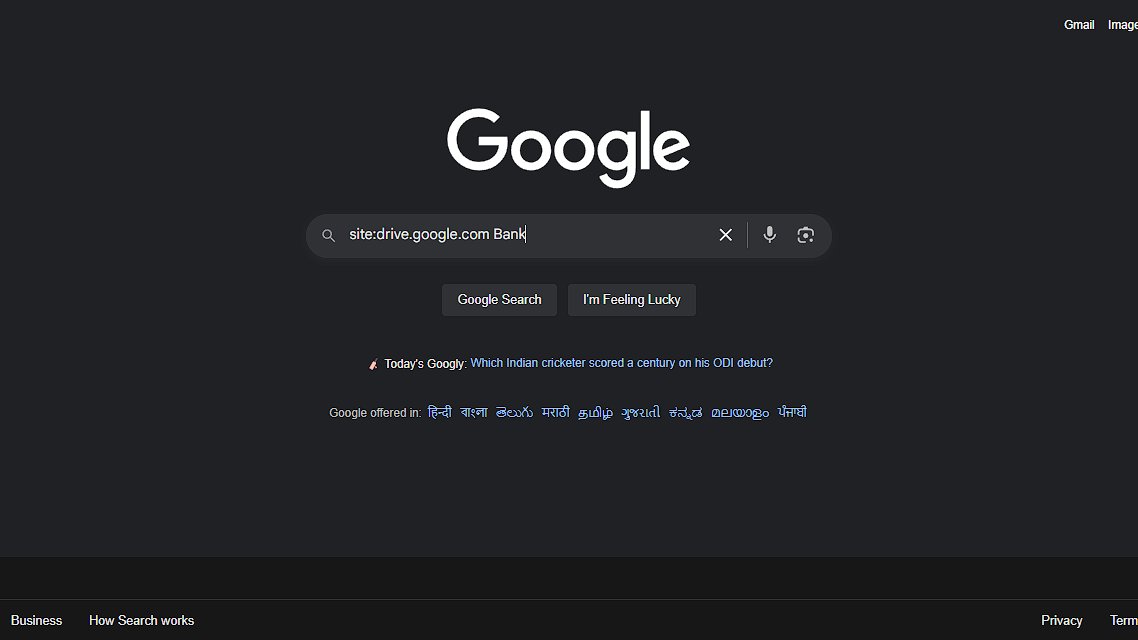 Gmail Image
Google
site:drive.google.com Bank
Google Search I'm Feeling Lucky
Today's Googly: Which Indian cricketer scored a century on his ODI debut?
Google offered in: हिन्दी বাংলা తెలుగు मराठी தமிழ் ગુજરાતી ಕನ್ನಡ മലയാളം ਪੰਜਾਬੀ
Business How Search works Privacy Term